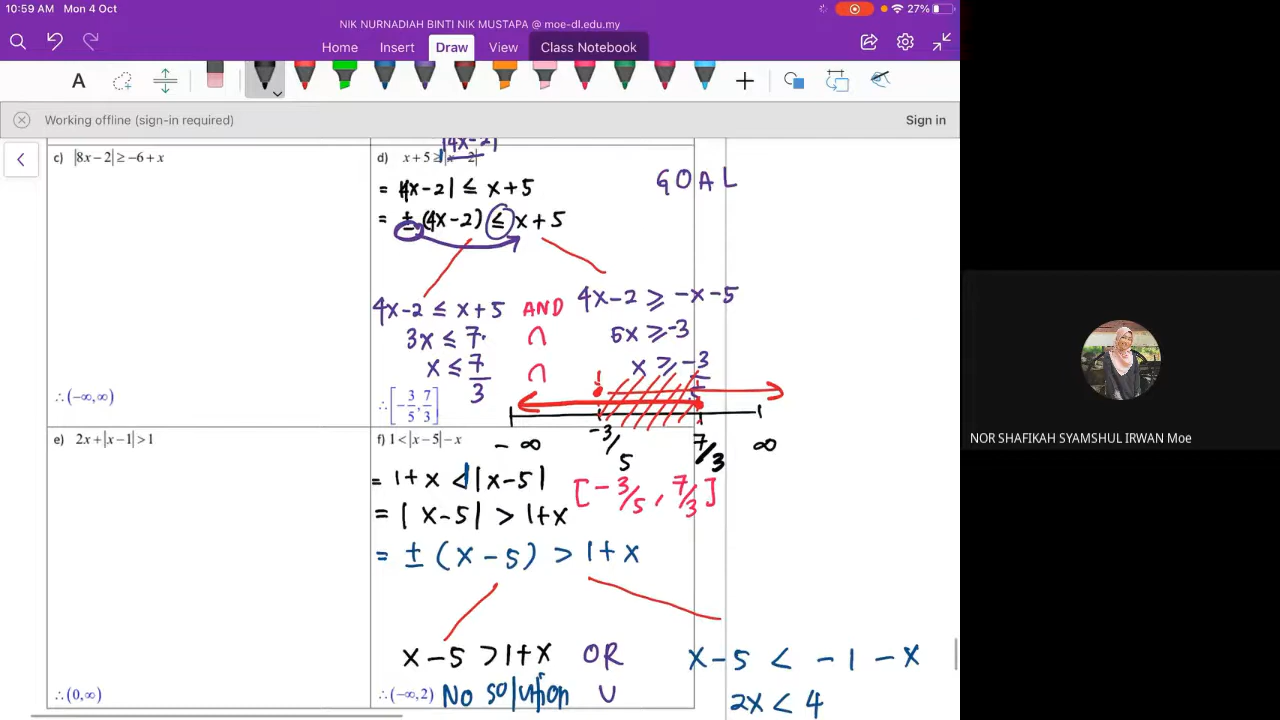 10:59 AM Mon 4 Oct
27%
NIK NURNADIAH BINTI NIK MUSTAPA @ moe-dl.edu.my
Home Insert Draw View Class Notebook
A
Working offline (sign-in required) Sign in
c) |8x−2| ≥ −6 + x
d) x + 5 ≥ |4x−2|
= |4x−2| ≤ x+5
GOAL
= ± (4x−2) ≤ x+5
4x−2 ≤ x+5 AND 4x−2 ≥ −x−5
3x ≤ 7 ∩ 5x ≥ −3
x ≤ 7/3 ∩ x ≥ −3/5
∴ (−∞,∞)
∴ [−3/5, 7/3]
−∞ −3/5 7/3 ∞
e) 2x + |x−1| > 1
f) 1 < |x−5| − x
= 1+x < |x−5|
[−3/5, 7/3]
= |x−5| > 1+x
= ± (x−5) > 1+x
x−5 > 1+x OR x−5 < −1 −x
∴ (0,∞)
∴ (−∞,2) No solution ∪ 2x < 4
NOR SHAFIKAH SYAMSHUL IRWAN Moe